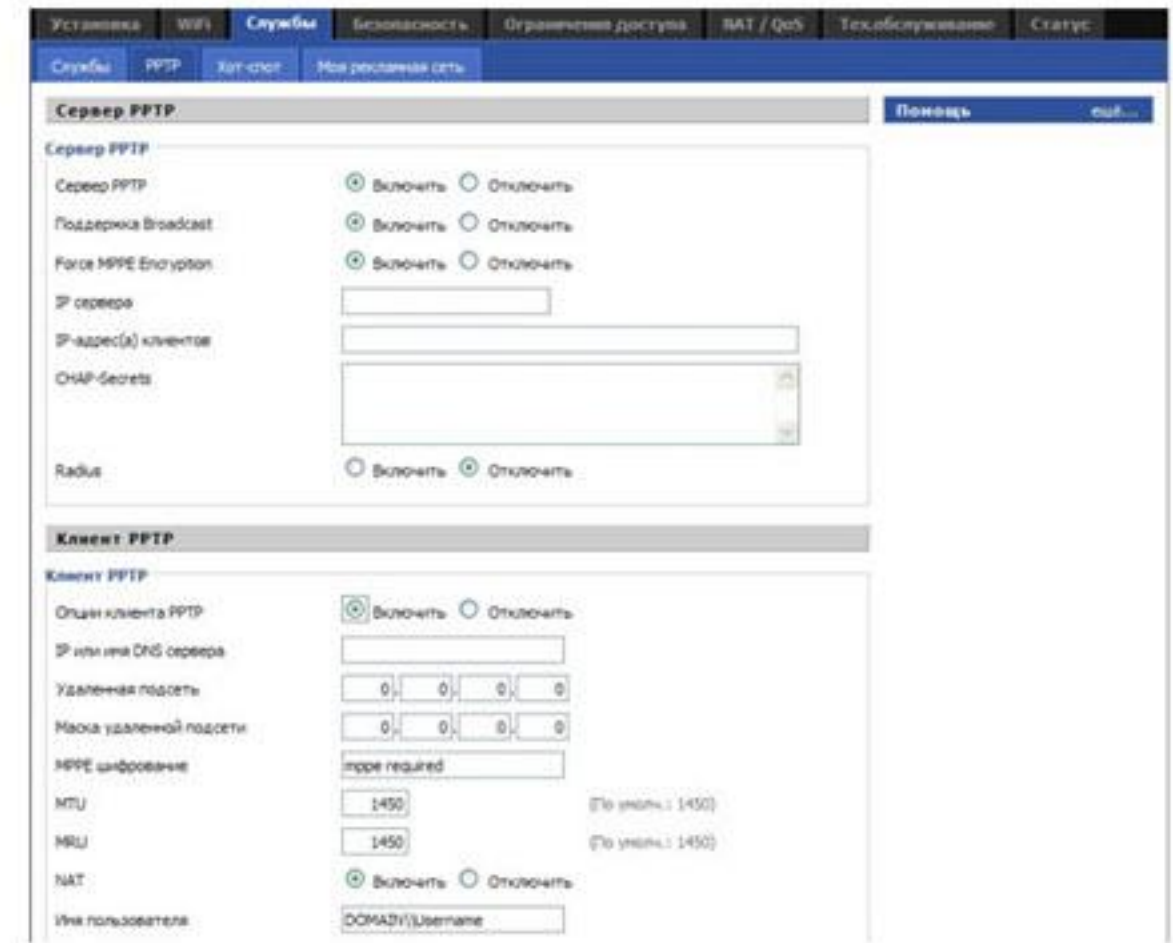 Установка WiFi Службы Безопасность Ограничения доступа NAT / QoS Тех.обслуживание Статус
Службы PPTP Хот-спот Моя рекламная сеть
Сервер PPTP
Помощь ещё...
Сервер PPTP
Сервер PPTP Включить Отключить
Поддержка Broadcast Включить Отключить
Force MPPE Encryption Включить Отключить
IP сервера
IP-адрес(а) клиентов
CHAP-Secrets
Radius Включить Отключить
Клиент PPTP
Клиент PPTP
Опции клиента PPTP Включить Отключить
IP или имя DNS сервера
Удаленная подсеть 0. 0. 0. 0
Маска удаленной подсети 0. 0. 0. 0
MPPE шифрование mppe required
MTU 1450 (По умолч.: 1450)
MRU 1450 (По умолч.: 1450)
NAT Включить Отключить
Имя пользователя DOMAIN\\Username